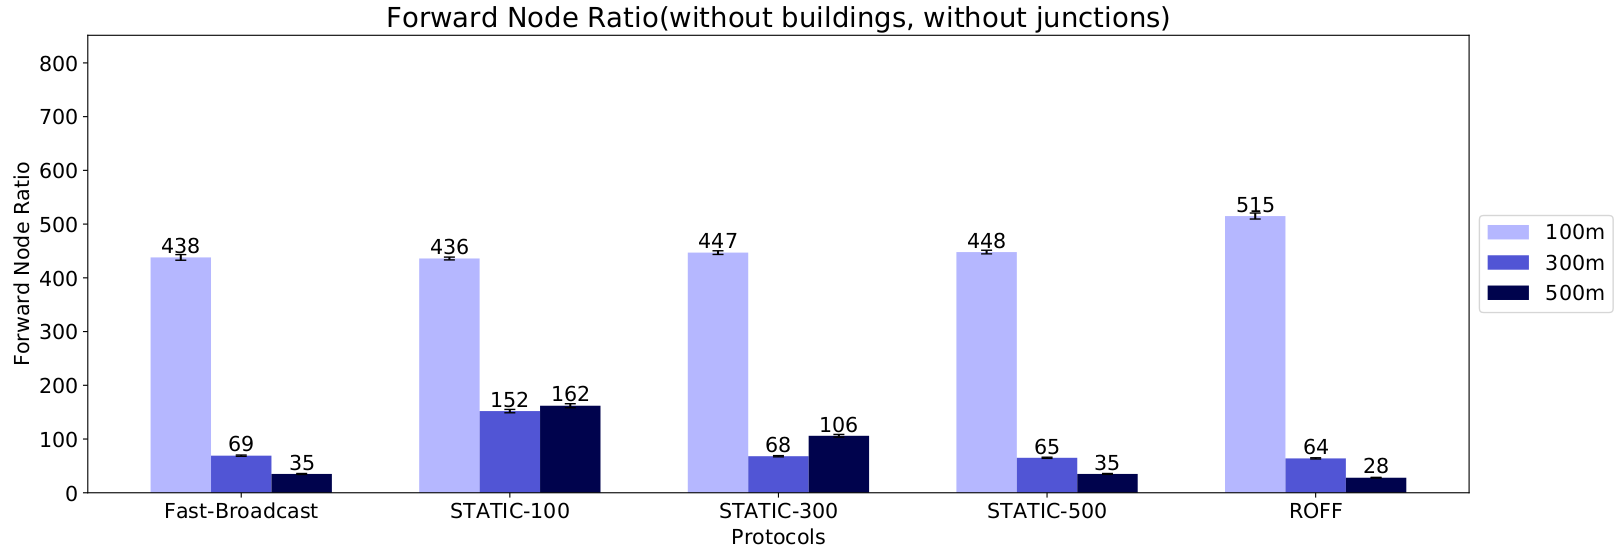 Forward Node Ratio(without buildings, without junctions)
Forward Node Ratio
800
700
600
500
400
300
200
100
0
438
69
35
436
152
162
447
68
106
448
65
35
515
64
28
Fast-Broadcast
STATIC-100
STATIC-300
STATIC-500
ROFF
Protocols
100m
300m
500m